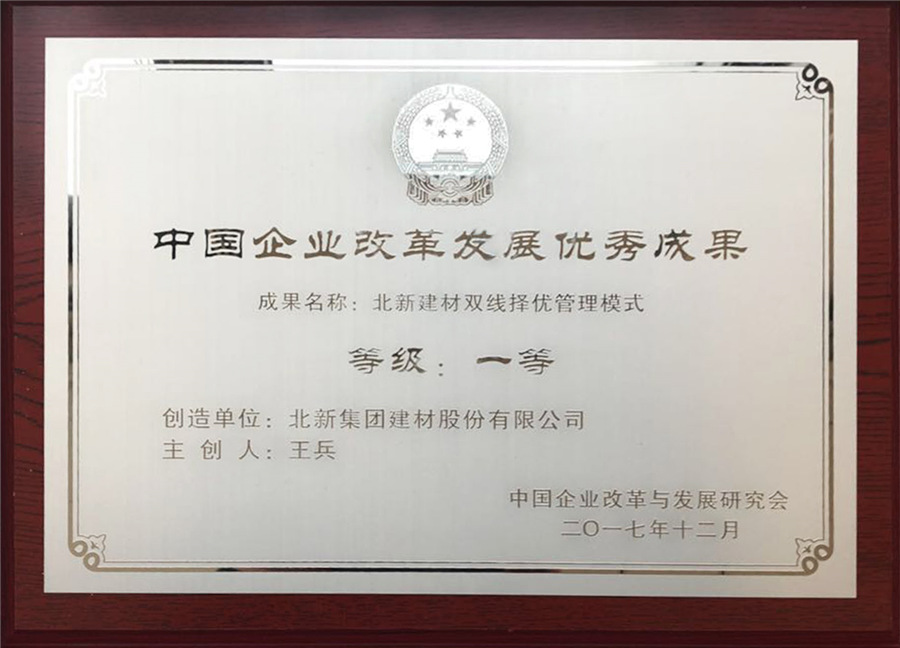 中国企业改革发展优秀成果
成果名称：北新建材双线择优管理模式
等级：一等
创造单位：北新集团建材股份有限公司
主创人：王兵
中国企业改革与发展研究会
二〇一七年十二月